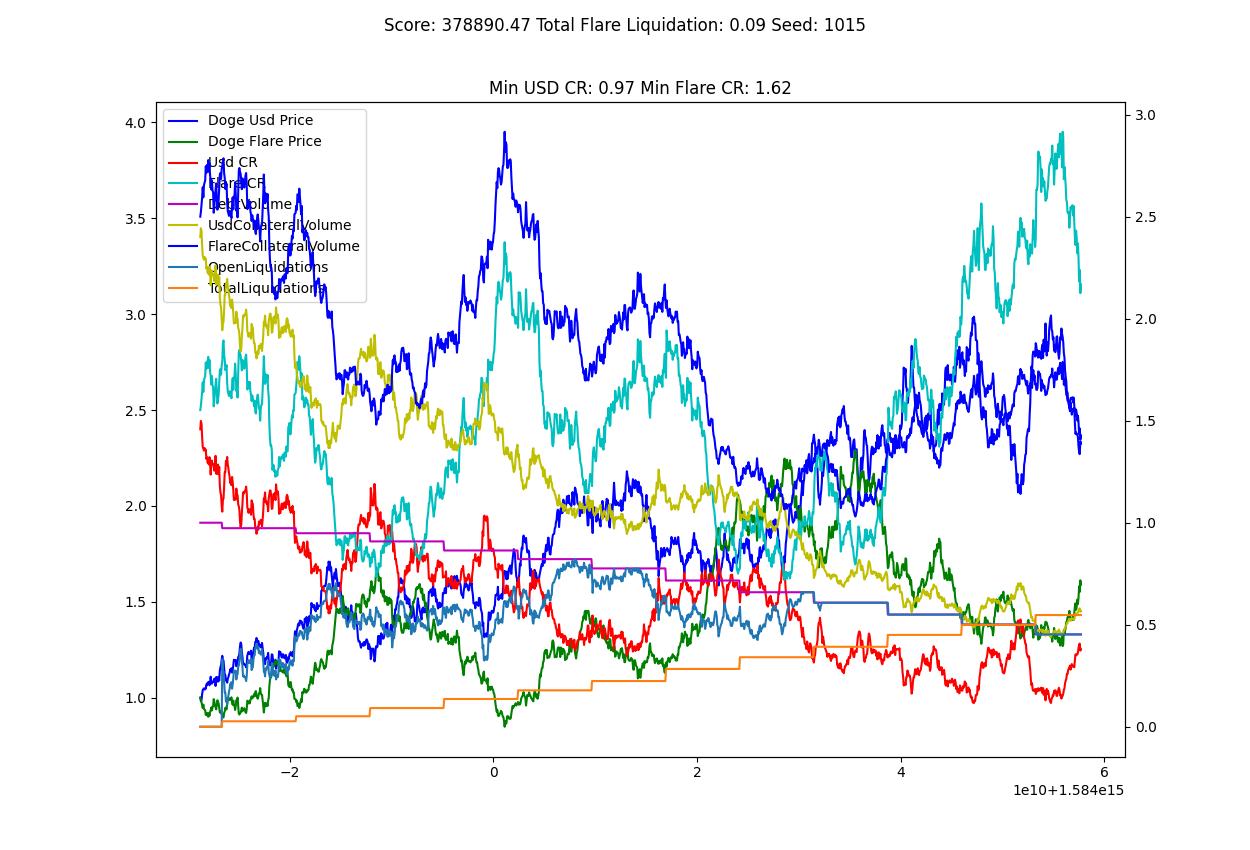 Score: 378890.47 Total Flare Liquidation: 0.09 Seed: 1015
Min USD CR: 0.97 Min Flare CR: 1.62
Doge Usd Price
Doge Flare Price
Usd CR
Flare CR
DebtVolume
UsdCollateralVolume
FlareCollateralVolume
OpenLiquidations
TotalLiquidations
4.0
3.5
3.0
2.5
2.0
1.5
1.0
3.0
2.5
2.0
1.5
1.0
0.5
0.0
−2
0
2
4
6
1e10+1.584e15